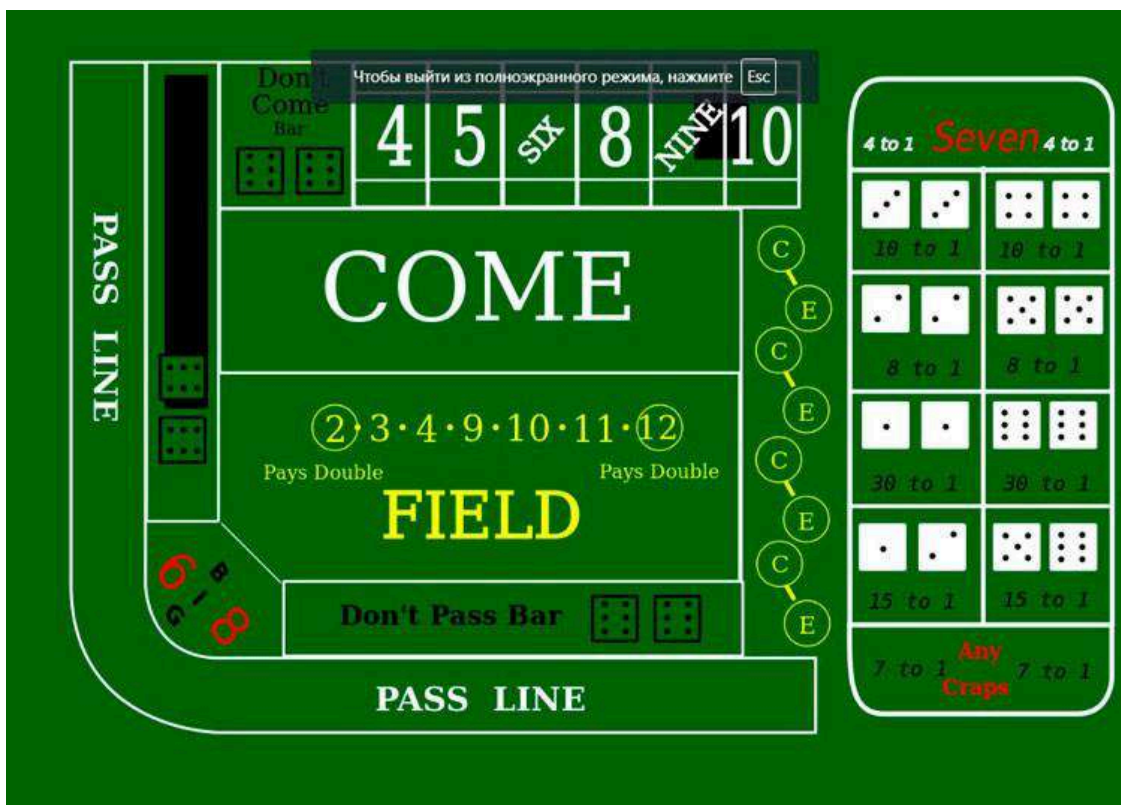 Чтобы выйти из полноэкранного режима, нажмите Esc
Don't
Come
Bar
4 5 SIX 8 NINE 10
PASS LINE
COME
2·3·4·9·10·11·12
Pays Double Pays Double
FIELD
6 8
BIG
Don't Pass Bar
PASS LINE
C
E
C
E
C
E
C
E
4 to 1 Seven 4 to 1
10 to 1 10 to 1
8 to 1 8 to 1
30 to 1 30 to 1
15 to 1 15 to 1
7 to 1 Any 7 to 1
Craps